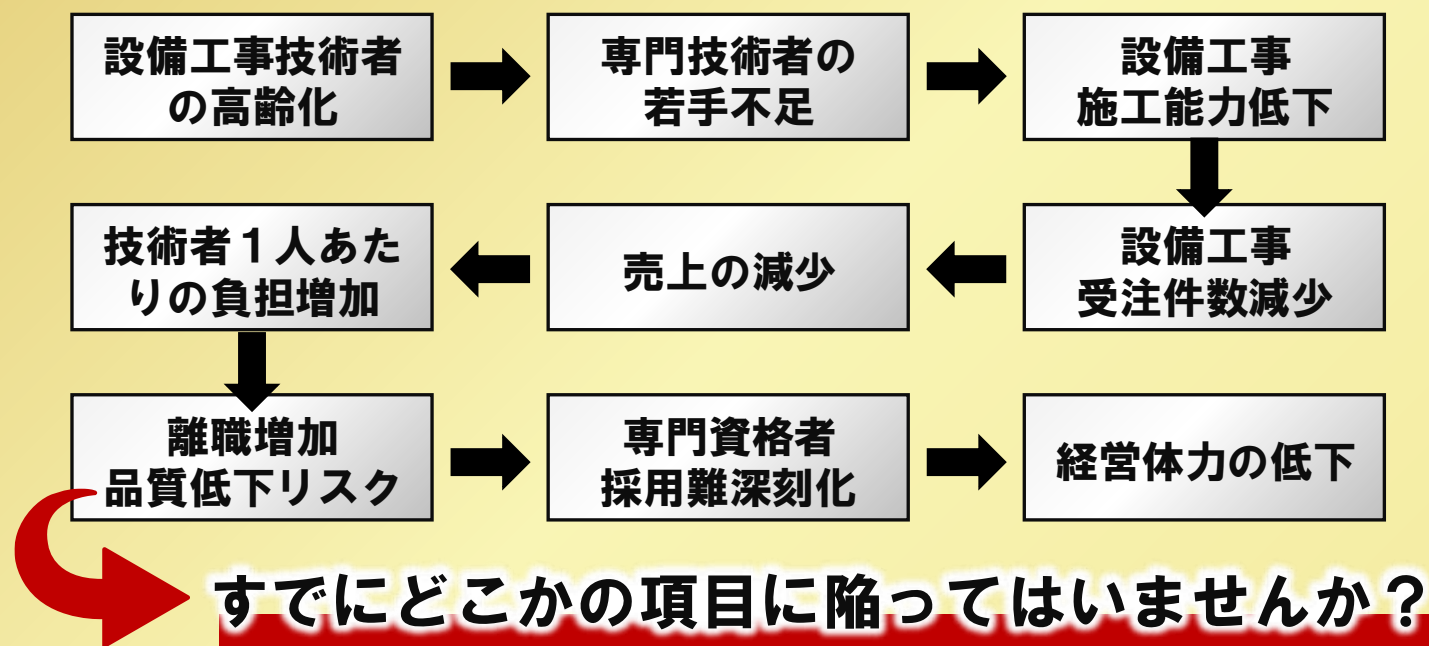 設備工事技術者
の高齢化
専門技術者の
若手不足
設備工事
施工能力低下
設備工事
受注件数減少
売上の減少
技術者１人あた
りの負担増加
離職増加
品質低下リスク
専門資格者
採用難深刻化
経営体力の低下
すでにどこかの項目に陥ってはいませんか？